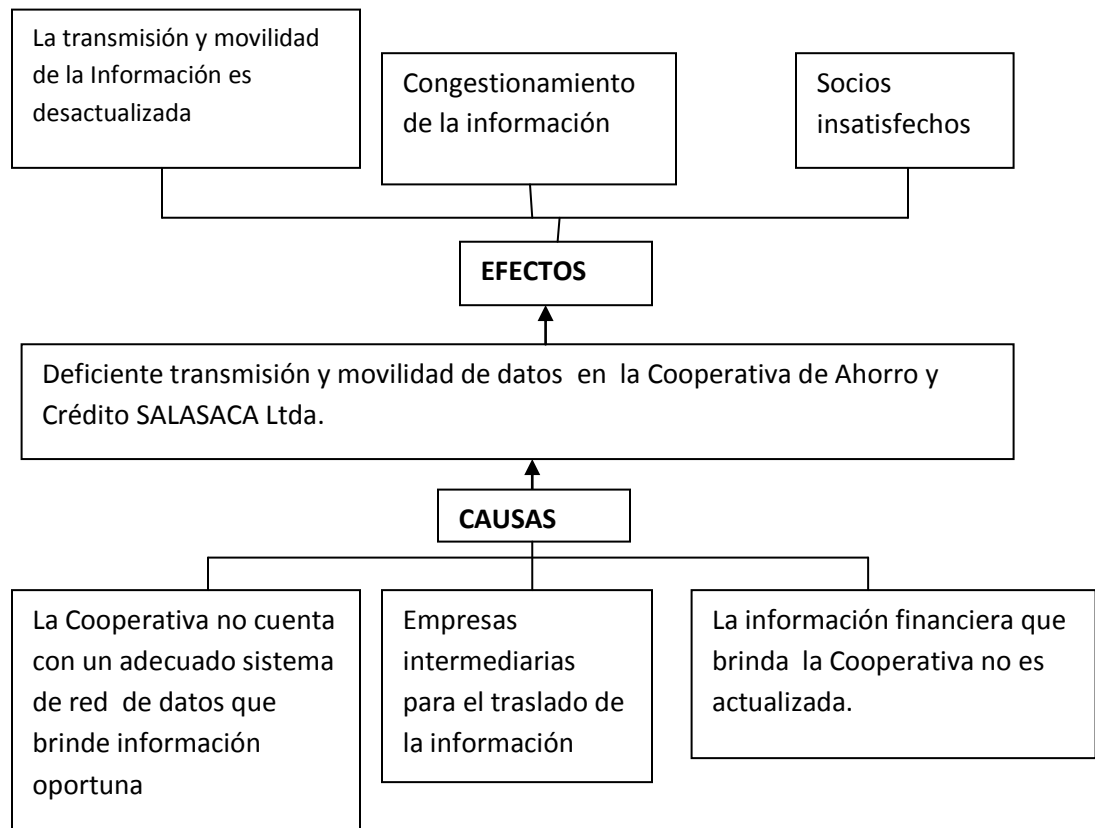 La transmisión y movilidad
de la Información es
desactualizada
Congestionamiento
de la información
Socios
insatisfechos
EFECTOS
Deficiente transmisión y movilidad de datos  en  la Cooperativa de Ahorro y
Crédito SALASACA Ltda.
CAUSAS
La Cooperativa no cuenta
con un adecuado sistema
de red  de datos que
brinde información
oportuna
Empresas
intermediarias
para el traslado de
la información
La información financiera que
brinda  la Cooperativa no es
actualizada.